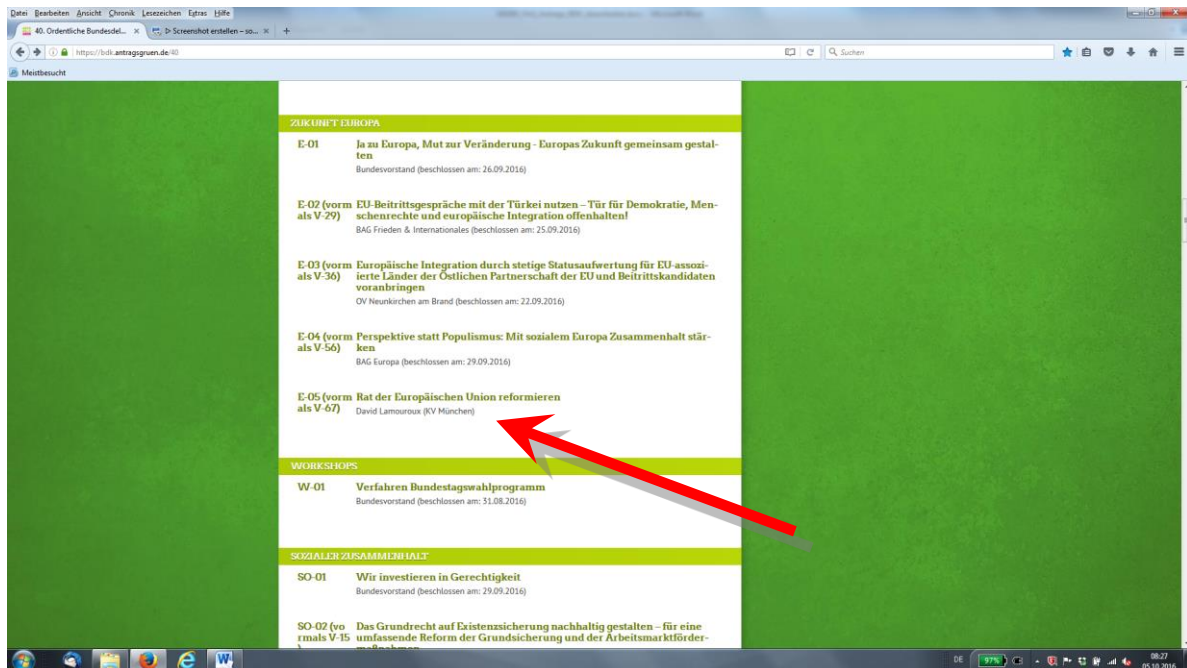 Datei Bearbeiten Ansicht Chronik Lesezeichen Extras Hilfe
40. Ordentliche Bundesdel... × ▷ Screenshot erstellen – so... × +
https://bdk.antragsgruen.de/40
Suchen
Meistbesucht
ZUKUNFT EUROPA
E-01 Ja zu Europa, Mut zur Veränderung - Europas Zukunft gemeinsam gestal-
ten
Bundesvorstand (beschlossen am: 26.09.2016)
E-02 (vorm EU-Beitrittsgespräche mit der Türkei nutzen – Tür für Demokratie, Men-
als V-29) schenrechte und europäische Integration offenhalten!
BAG Frieden & Internationales (beschlossen am: 25.09.2016)
E-03 (vorm Europäische Integration durch stetige Statusaufwertung für EU-assozi-
als V-36) ierte Länder der Östlichen Partnerschaft der EU und Beitrittskandidaten
voranbringen
OV Neunkirchen am Brand (beschlossen am: 22.09.2016)
E-04 (vorm Perspektive statt Populismus: Mit sozialem Europa Zusammenhalt stär-
als V-56) ken
BAG Europa (beschlossen am: 29.09.2016)
E-05 (vorm Rat der Europäischen Union reformieren
als V-67) David Lamouroux (KV München)
WORKSHOPS
W-01 Verfahren Bundestagswahlprogramm
Bundesvorstand (beschlossen am: 31.08.2016)
SOZIALER ZUSAMMENHALT
SO-01 Wir investieren in Gerechtigkeit
Bundesvorstand (beschlossen am: 29.09.2016)
SO-02 (vo Das Grundrecht auf Existenzsicherung nachhaltig gestalten – für eine
rmals V-15 umfassende Reform der Grundsicherung und der Arbeitsmarktförder-
DE 97% 08:27
05.10.2016